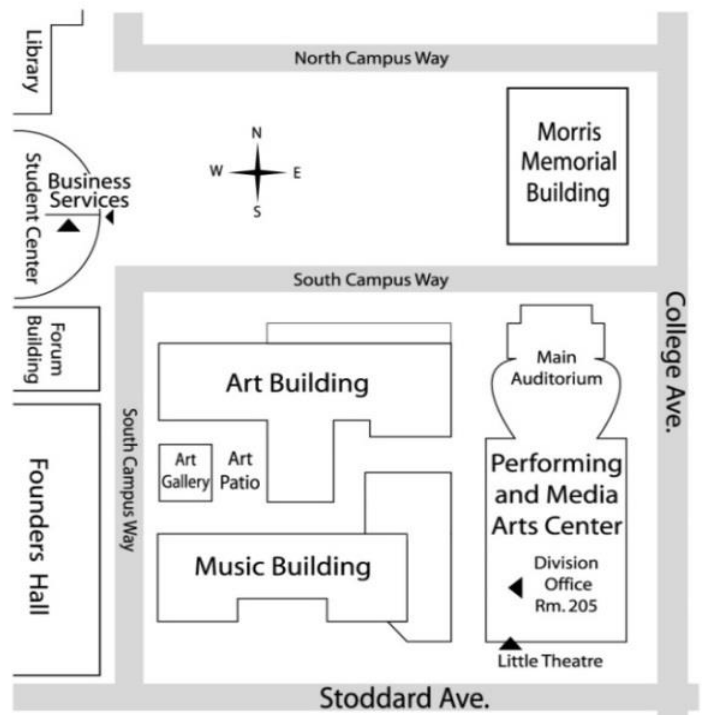 North Campus Way
Library
N
W
E
S
Morris
Memorial
Building
Student Center
Business
Services
South Campus Way
College Ave.
Forum
Building
Main
Auditorium
Art Building
South Campus Way
Art
Gallery
Art
Patio
Founders Hall
Performing
and Media
Arts Center
Music Building
Division
Office
Rm. 205
Little Theatre
Stoddard Ave.